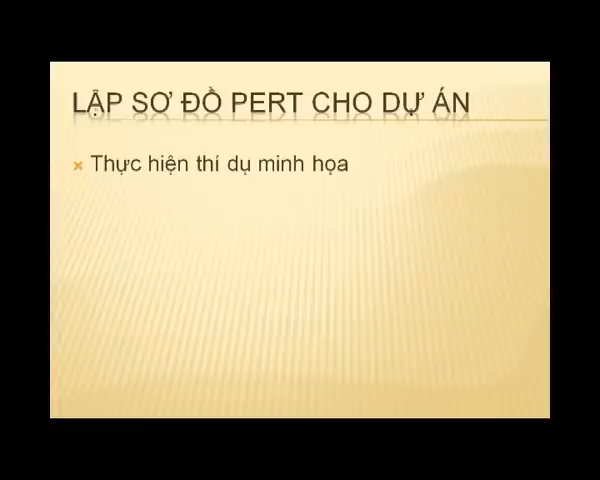 LẬP SƠ ĐỒ PERT CHO DỰ ÁN
Thực hiện thí dụ minh họa